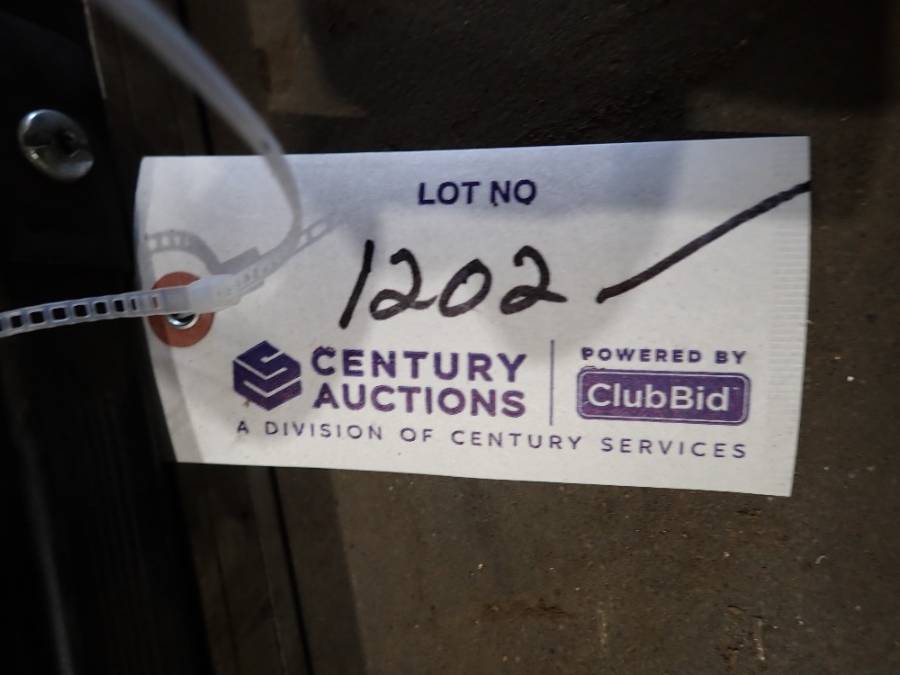 LOT NO
1202
CENTURY AUCTIONS
POWERED BY
ClubBid
A DIVISION OF CENTURY SERVICES